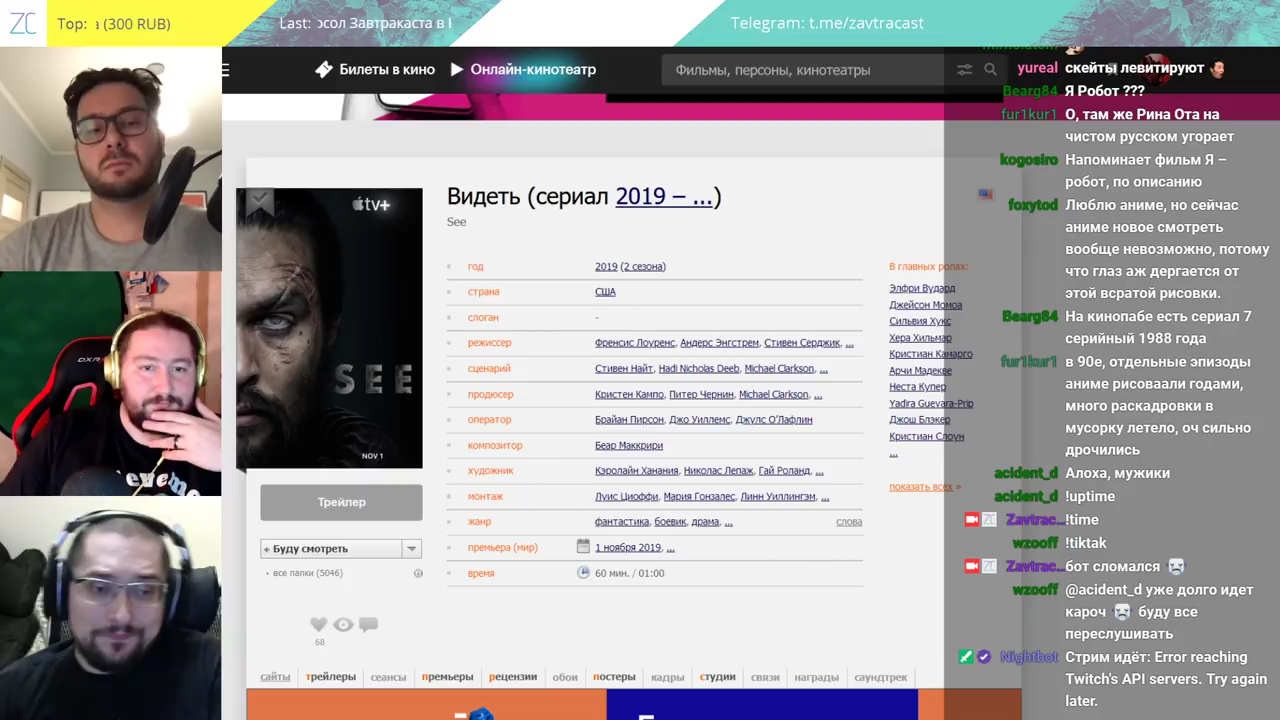 ZC
Top: а (300 RUB)
Last: осол Завтракаста в
Telegram: t.me/zavtracast
Билеты в кино
Онлайн-кинотеатр
Фильмы, персоны, кинотеатры
tv+
SEE
NOV 1
Трейлер
Буду смотреть
все папки (5046)
68
Видеть (сериал 2019 – ...)
See
год 2019 (2 сезона)
страна США
слоган -
режиссер Френсис Лоуренс, Андерс Энгстрем, Стивен Серджик, ...
сценарий Стивен Найт, Hadi Nicholas Deeb, Michael Clarkson, ...
продюсер Кристен Кампо, Питер Чернин, Michael Clarkson, ...
оператор Брайан Пирсон, Джо Уиллемс, Джулс О'Лафлин
композитор Беар Маккрири
художник Кэролайн Ханания, Николас Лепаж, Гай Роланд, ...
монтаж Луис Циоффи, Мария Гонзалес, Линн Уиллингэм, ...
жанр фантастика, боевик, драма, ... слова
премьера (мир) 1 ноября 2019, ...
время 60 мин. / 01:00
В главных ролях:
Элфри Вудард
Джейсон Момоа
Сильвия Хукс
Хера Хильмар
Кристиан Камарго
Арчи Мадекве
Неста Купер
Yadira Guevara-Prip
Джош Блэкер
Кристиан Слоун
...
показать всех »
сайты трейлеры сеансы премьеры рецензии обои постеры кадры студии связи награды саундтрек
yureal скейты левитируют
Bearg84 Я Робот ???
fur1kur1 О, там же Рина Ота на
чистом русском угорает
kogosiro Напоминает фильм Я –
робот, по описанию
foxytod Люблю аниме, но сейчас
аниме новое смотреть
вообще невозможно, потому
что глаз аж дергается от
этой всратой рисовки.
Bearg84 На кинопабе есть сериал 7
серийный 1988 года
fur1kur1 в 90е, отдельные эпизоды
аниме рисоваали годами,
много раскадровки в
мусорку летело, оч сильно
дрочились
acident_d Алоха, мужики
acident_d !uptime
Zavtrac... !time
wzooff !tiktak
Zavtrac... бот сломался
wzooff @acident_d уже долго идет
кароч буду все
переслушивать
Nightbot Стрим идёт: Error reaching
Twitch's API servers. Try again
later.